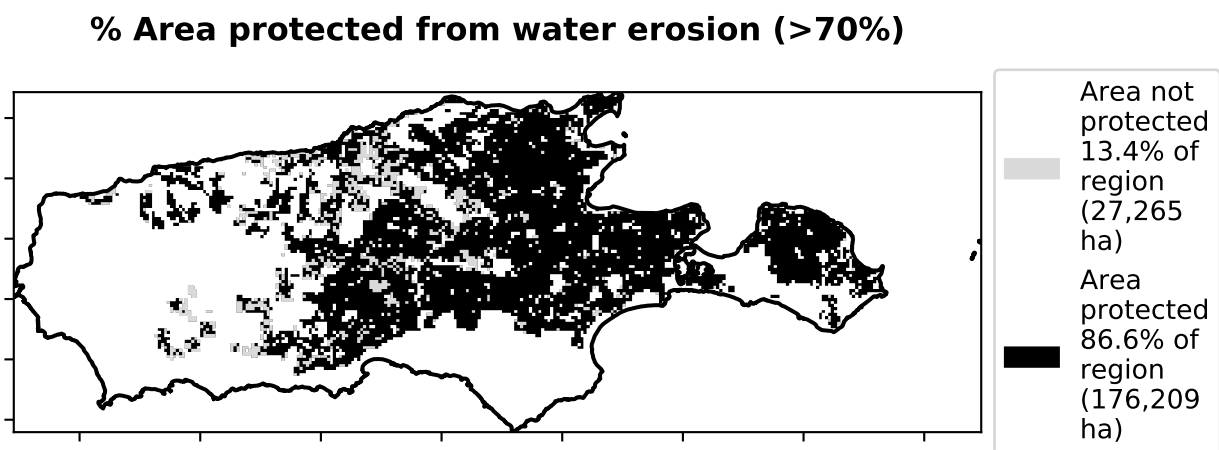 % Area protected from water erosion (>70%)
Area not
protected
13.4% of
region
(27,265
ha)
Area
protected
86.6% of
region
(176,209
ha)